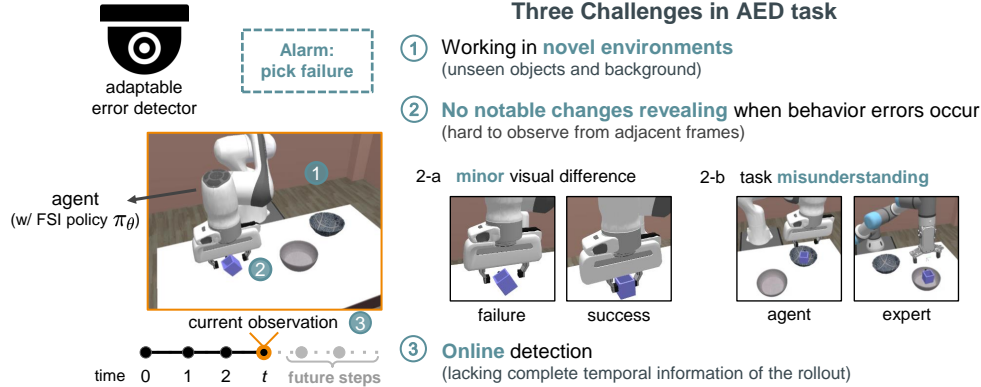 Three Challenges in AED task
Alarm:
pick failure
adaptable
error detector
agent
(w/ FSI policy πθ)
1
2
current observation 3
time 0 1 2 t future steps
1 Working in novel environments
(unseen objects and background)
2 No notable changes revealing when behavior errors occur
(hard to observe from adjacent frames)
2-a minor visual difference
failure success
2-b task misunderstanding
agent expert
3 Online detection
(lacking complete temporal information of the rollout)